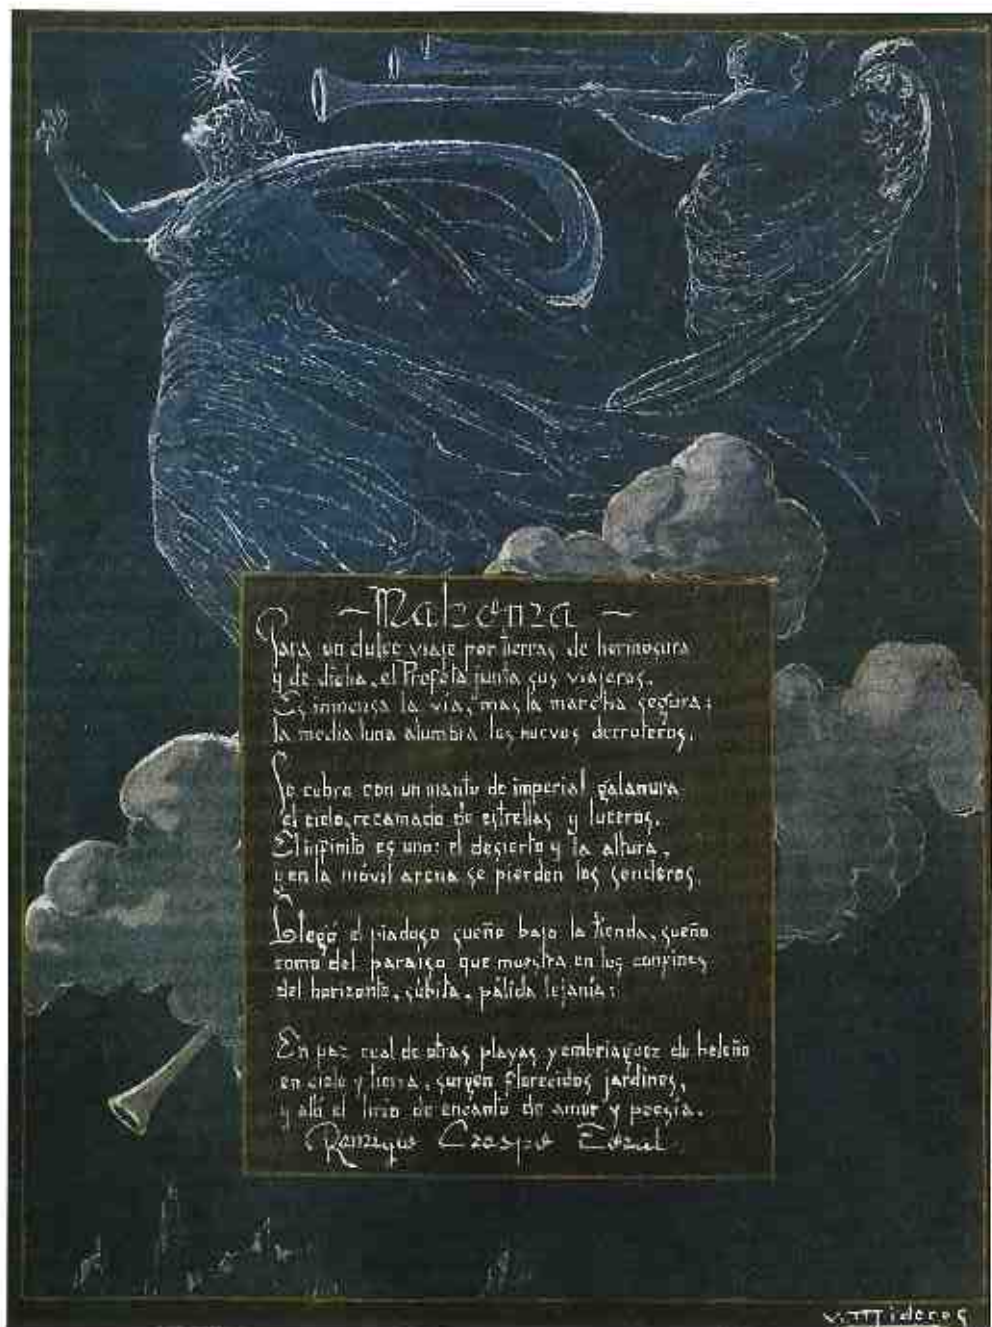 ~ Mahoma ~
Para un dulce viaje por tierras de hermosura
y de dicha, el Profeta junta sus viajeros.
Es inmensa la vía, mas la marcha segura:
la media luna alumbra los nuevos derroteros.
Se cubre con un manto de imperial galanura
el cielo, recamado de estrellas y luceros.
El infinito es uno: el desierto y la altura,
y en la móvil arena se pierden los senderos.
Llegó el piadoso sueño bajo la tienda, sueño
como del paraíso que muestra en los confines
del horizonte, súbita, pálida lejanía:
En paz real de otras playas y embriaguez de beleño
en cielo y tierra, surgen florecidos jardines,
y allá el lirio de encanto de amor y poesía.
Remigio Crespo Toral
V. Mideros